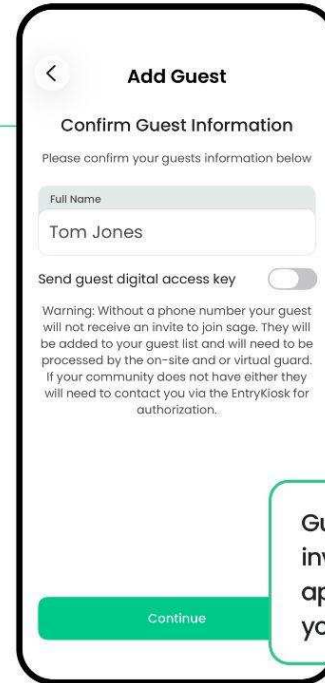 Add Guest
Confirm Guest Information
Please confirm your guests information below
Full Name
Tom Jones
Send guest digital access key
Warning: Without a phone number your guest
will not receive an invite to join sage. They will
be added to your guest list and will need to be
processed by the on-site and or virtual guard.
If your community does not have either they
will need to contact you via the EntryKiosk for
authorization.
Continue